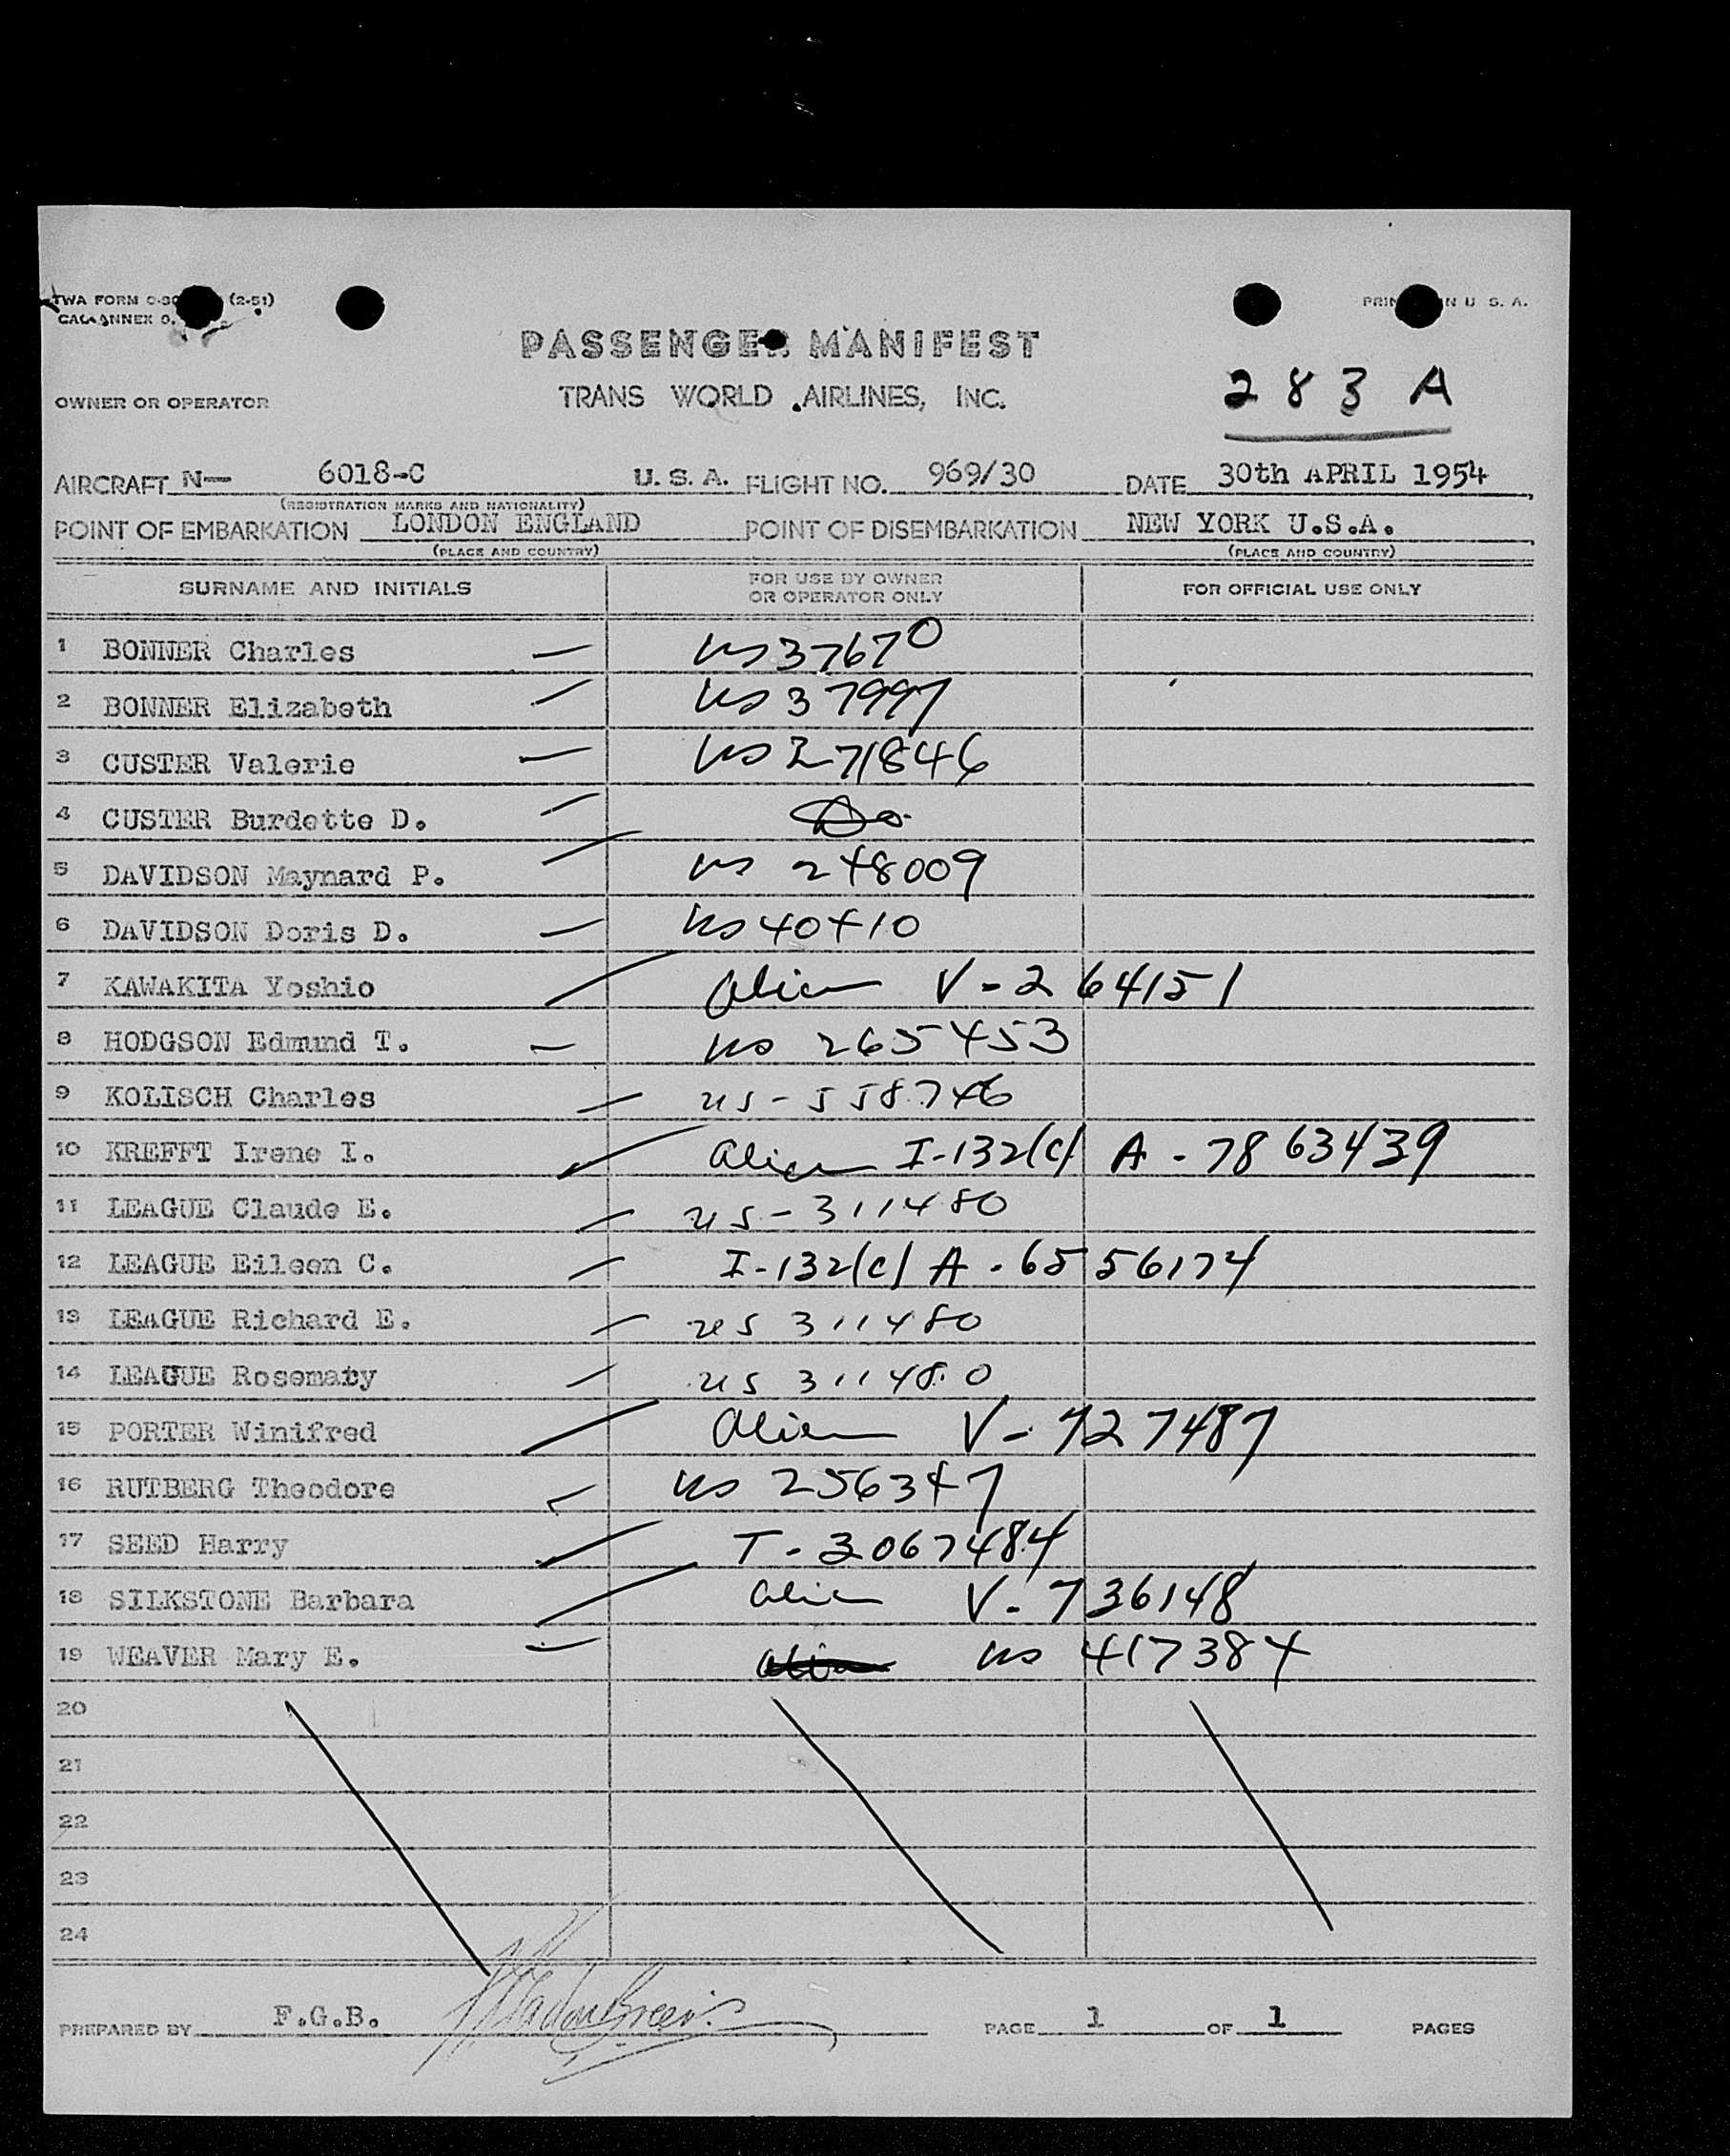 TWA FORM (2-51)
PRINTED IN U. S. A.
PASSENGER MANIFEST
283 A
OWNER OR OPERATOR TRANS WORLD AIRLINES, INC.
AIRCRAFT N— 6018-C U. S. A. FLIGHT NO. 969/30 DATE 30th APRIL 1954
(REGISTRATION MARKS AND NATIONALITY)
POINT OF EMBARKATION LONDON ENGLAND POINT OF DISEMBARKATION NEW YORK U.S.A.
(PLACE AND COUNTRY) (PLACE AND COUNTRY)
SURNAME AND INITIALS FOR USE BY OWNER OR OPERATOR ONLY FOR OFFICIAL USE ONLY
1 BONNER Charles — us 37670
2 BONNER Elizabeth — us 37997
3 CUSTER Valerie — us 271846
4 CUSTER Burdette D. — Do.
5 DAVIDSON Maynard P. — us 248009
6 DAVIDSON Doris D. — us 40410
7 KAWAKITA Yoshio alien V-264151
8 HODGSON Edmund T. — us 265453
9 KOLISCH Charles — us-558746
10 KREFFT Irene I. alien I-132(c) A-7863439
11 LEAGUE Claude E. — us-311480
12 LEAGUE Eileen C. — I-132(c) A-6556174
13 LEAGUE Richard E. — us 311480
14 LEAGUE Rosematy — us 311480
15 PORTER Winifred alien V-727487
16 RUTBERG Theodore us 256347
17 SEED Harry T-3067484
18 SILKSTONE Barbara alien V-736148
19 WEAVER Mary E. — alien us 417384
20
21
22
23
24
PREPARED BY F.G.B. PAGE 1 OF 1 PAGES